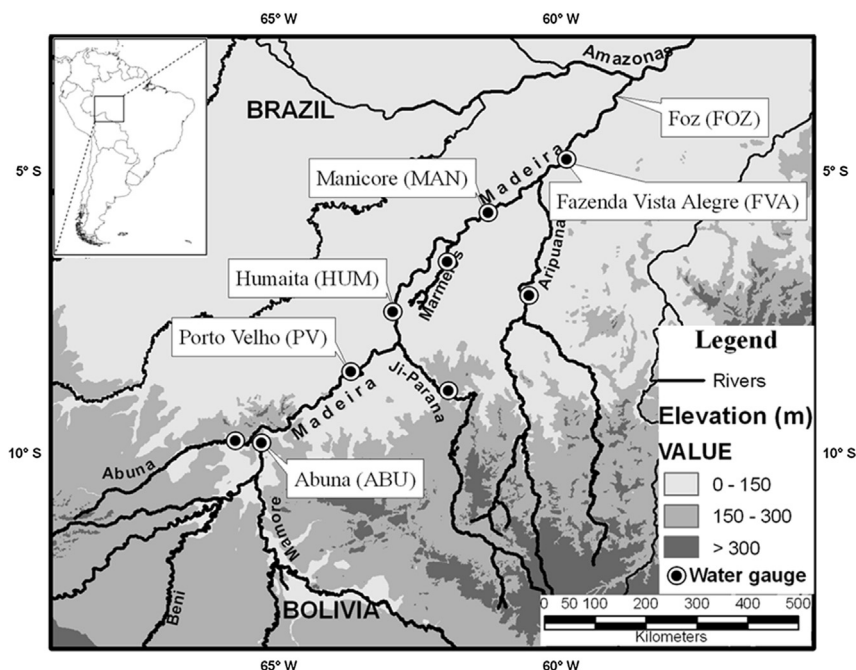 65° W
60° W
Amazonas
BRAZIL
Foz (FOZ)
5° S
5° S
Madeira
Manicore (MAN)
Fazenda Vista Alegre (FVA)
Aripuana
Marmelos
Humaita (HUM)
Porto Velho (PV)
Ji-Parana
Madeira
10° S
10° S
Abuna
Abuna (ABU)
Mamore
Beni
BOLIVIA
Legend
Rivers
Elevation (m)
VALUE
0 - 150
150 - 300
> 300
Water gauge
0 50 100 200 300 400 500
Kilometers
65° W
60° W